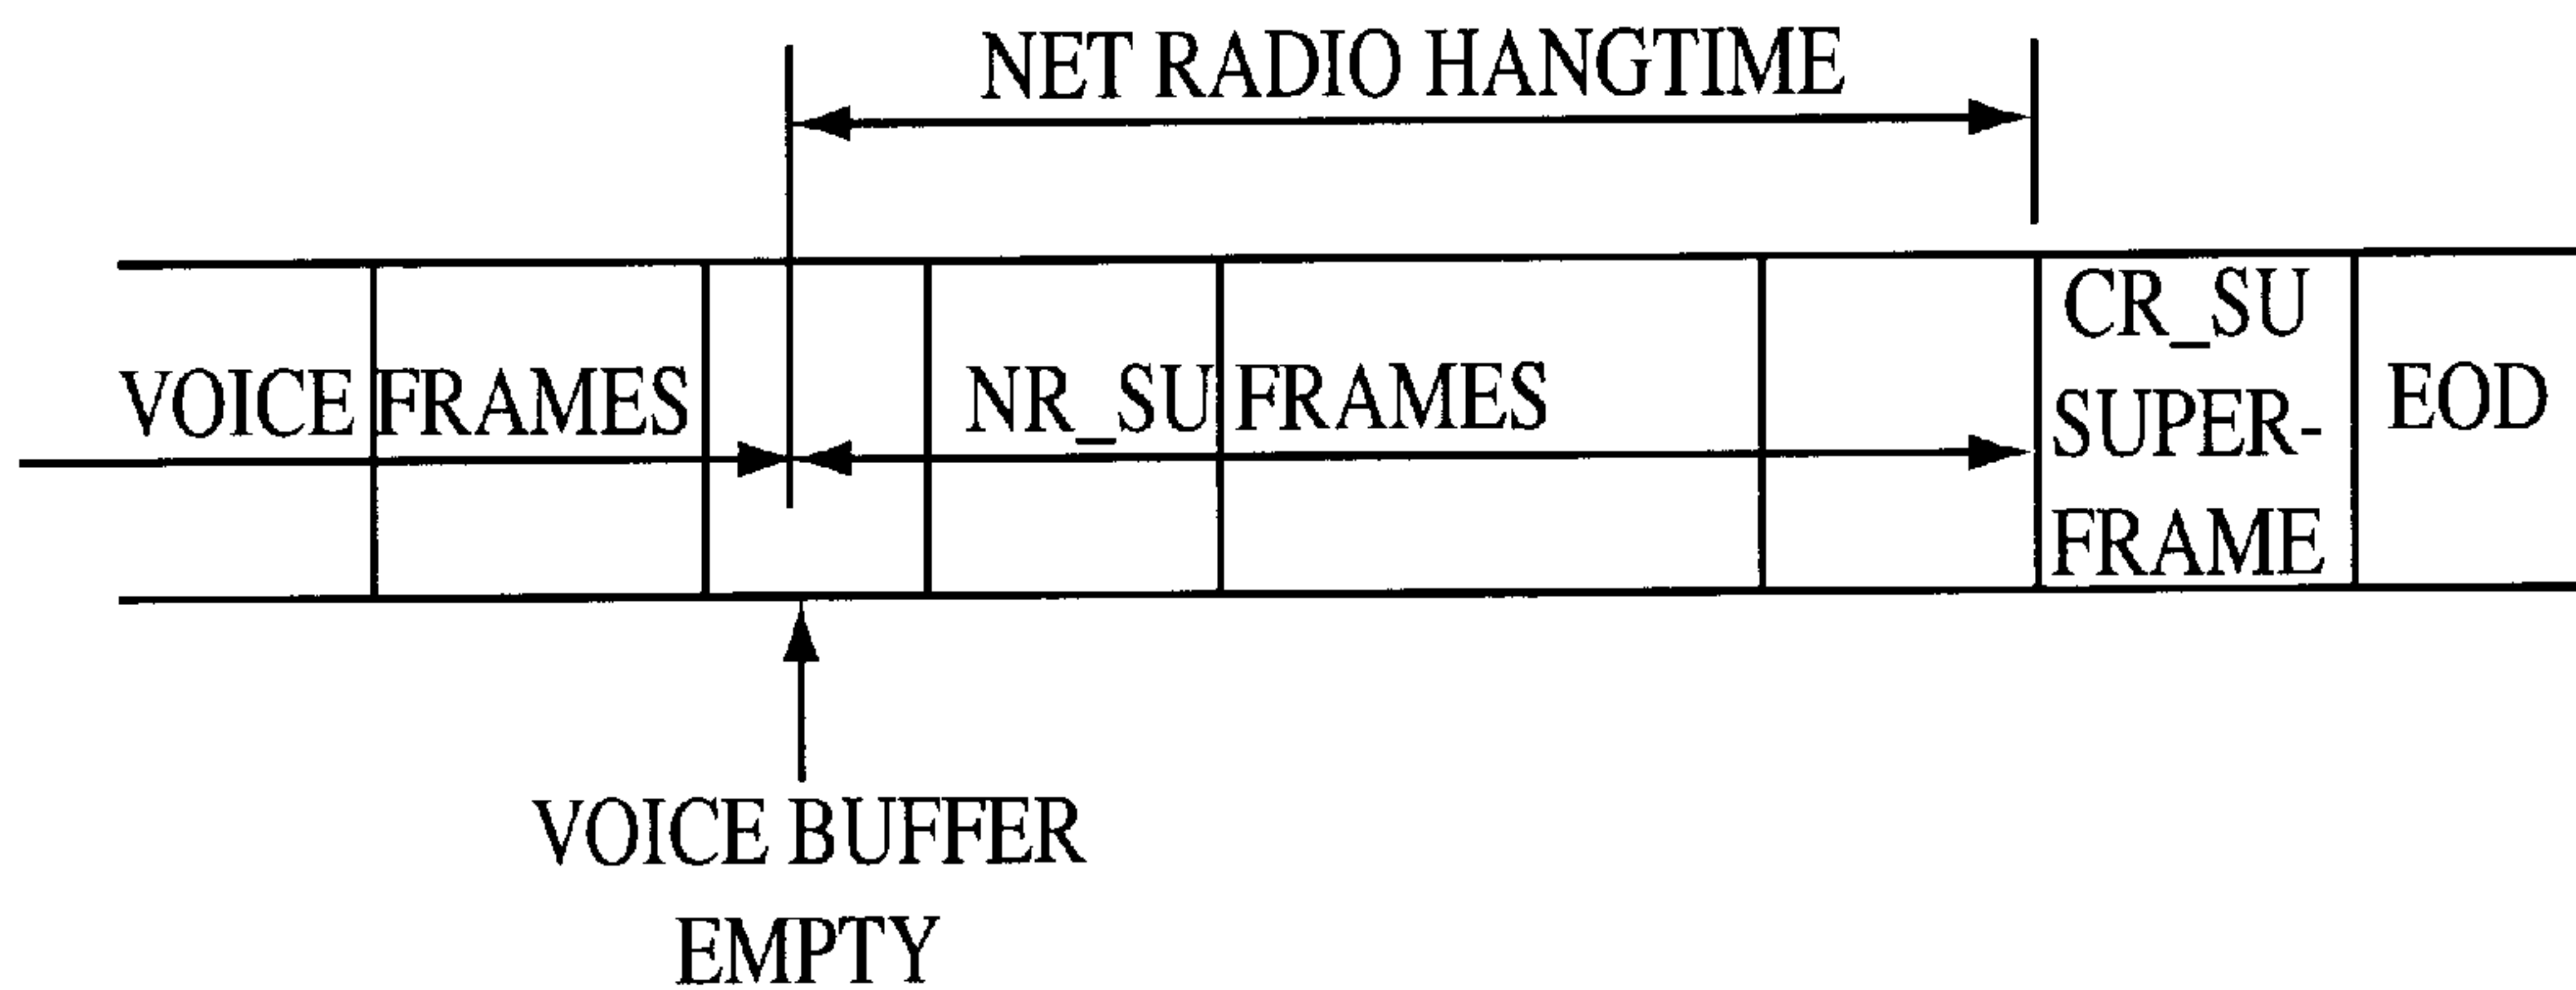 NET RADIO HANGTIME
VOICE FRAMES
NR_SU FRAMES
CR_SU
SUPER-
FRAME
EOD
VOICE BUFFER
EMPTY